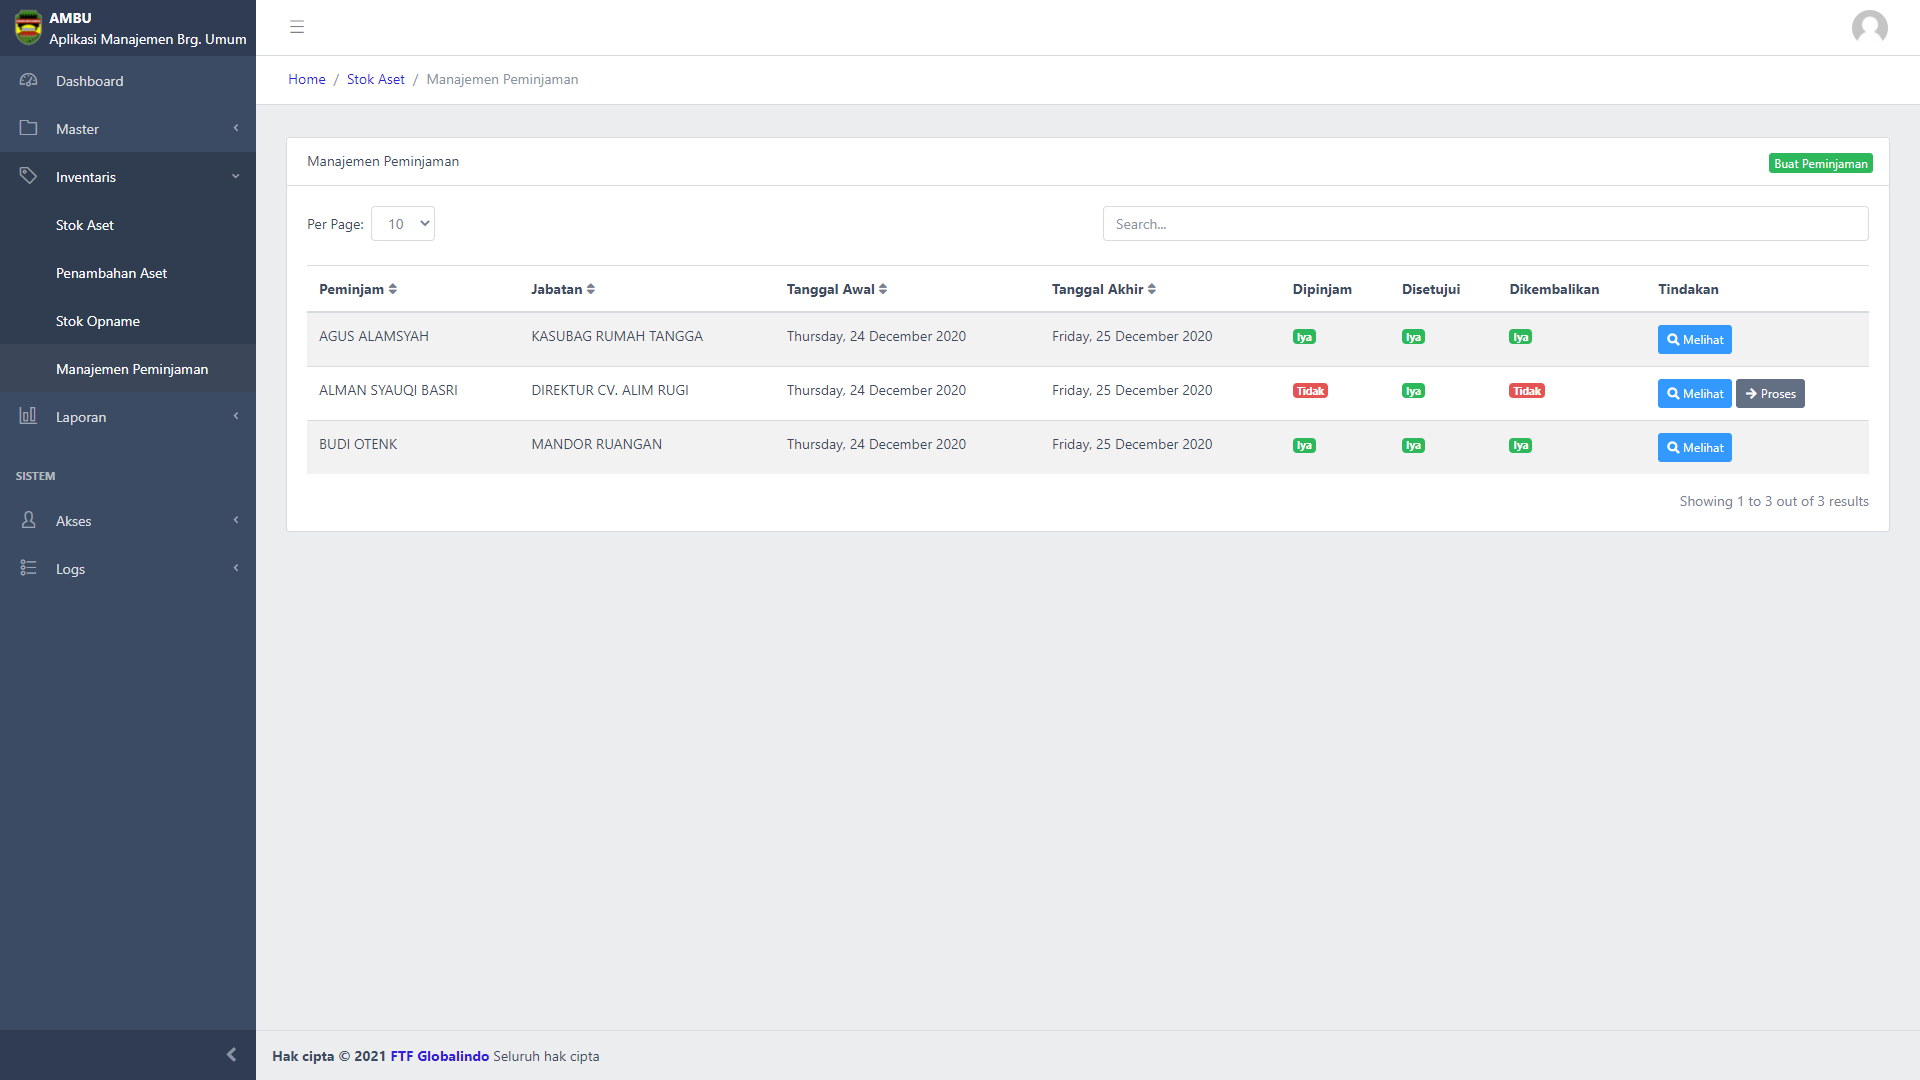 AMBU
Aplikasi Manajemen Brg. Umum
Dashboard
Master
Inventaris
Stok Aset
Penambahan Aset
Stok Opname
Manajemen Peminjaman
Laporan
SISTEM
Akses
Logs
Home / Stok Aset / Manajemen Peminjaman
Manajemen Peminjaman
Buat Peminjaman
Per Page: 10
Search...
Peminjam Jabatan Tanggal Awal Tanggal Akhir Dipinjam Disetujui Dikembalikan Tindakan
AGUS ALAMSYAH KASUBAG RUMAH TANGGA Thursday, 24 December 2020 Friday, 25 December 2020 Iya Iya Iya Melihat
ALMAN SYAUQI BASRI DIREKTUR CV. ALIM RUGI Thursday, 24 December 2020 Friday, 25 December 2020 Tidak Iya Tidak Melihat Proses
BUDI OTENK MANDOR RUANGAN Thursday, 24 December 2020 Friday, 25 December 2020 Iya Iya Iya Melihat
Showing 1 to 3 out of 3 results
Hak cipta © 2021 FTF Globalindo Seluruh hak cipta